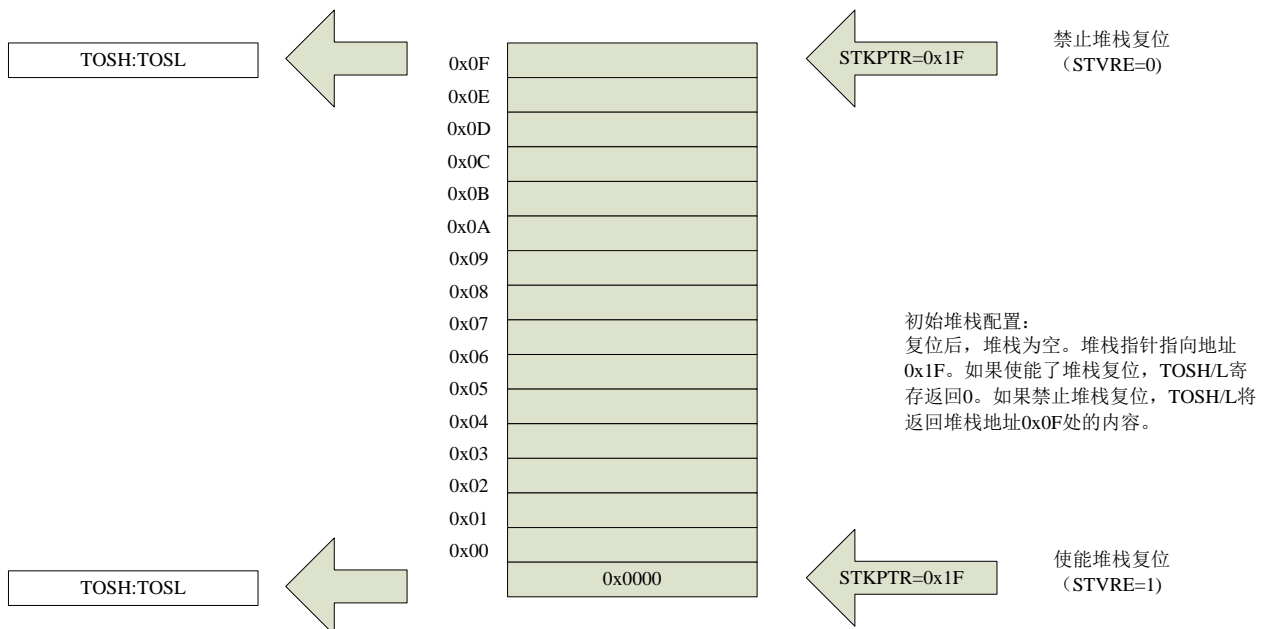 TOSH:TOSL
STKPTR=0x1F
禁止堆栈复位
（STVRE=0)
0x0F
0x0E
0x0D
0x0C
0x0B
0x0A
0x09
0x08
0x07
0x06
0x05
0x04
0x03
0x02
0x01
0x00
初始堆栈配置：
复位后，堆栈为空。堆栈指针指向地址
0x1F。如果使能了堆栈复位，TOSH/L寄
存返回0。如果禁止堆栈复位，TOSH/L将
返回堆栈地址0x0F处的内容。
TOSH:TOSL
0x0000
STKPTR=0x1F
使能堆栈复位
（STVRE=1)